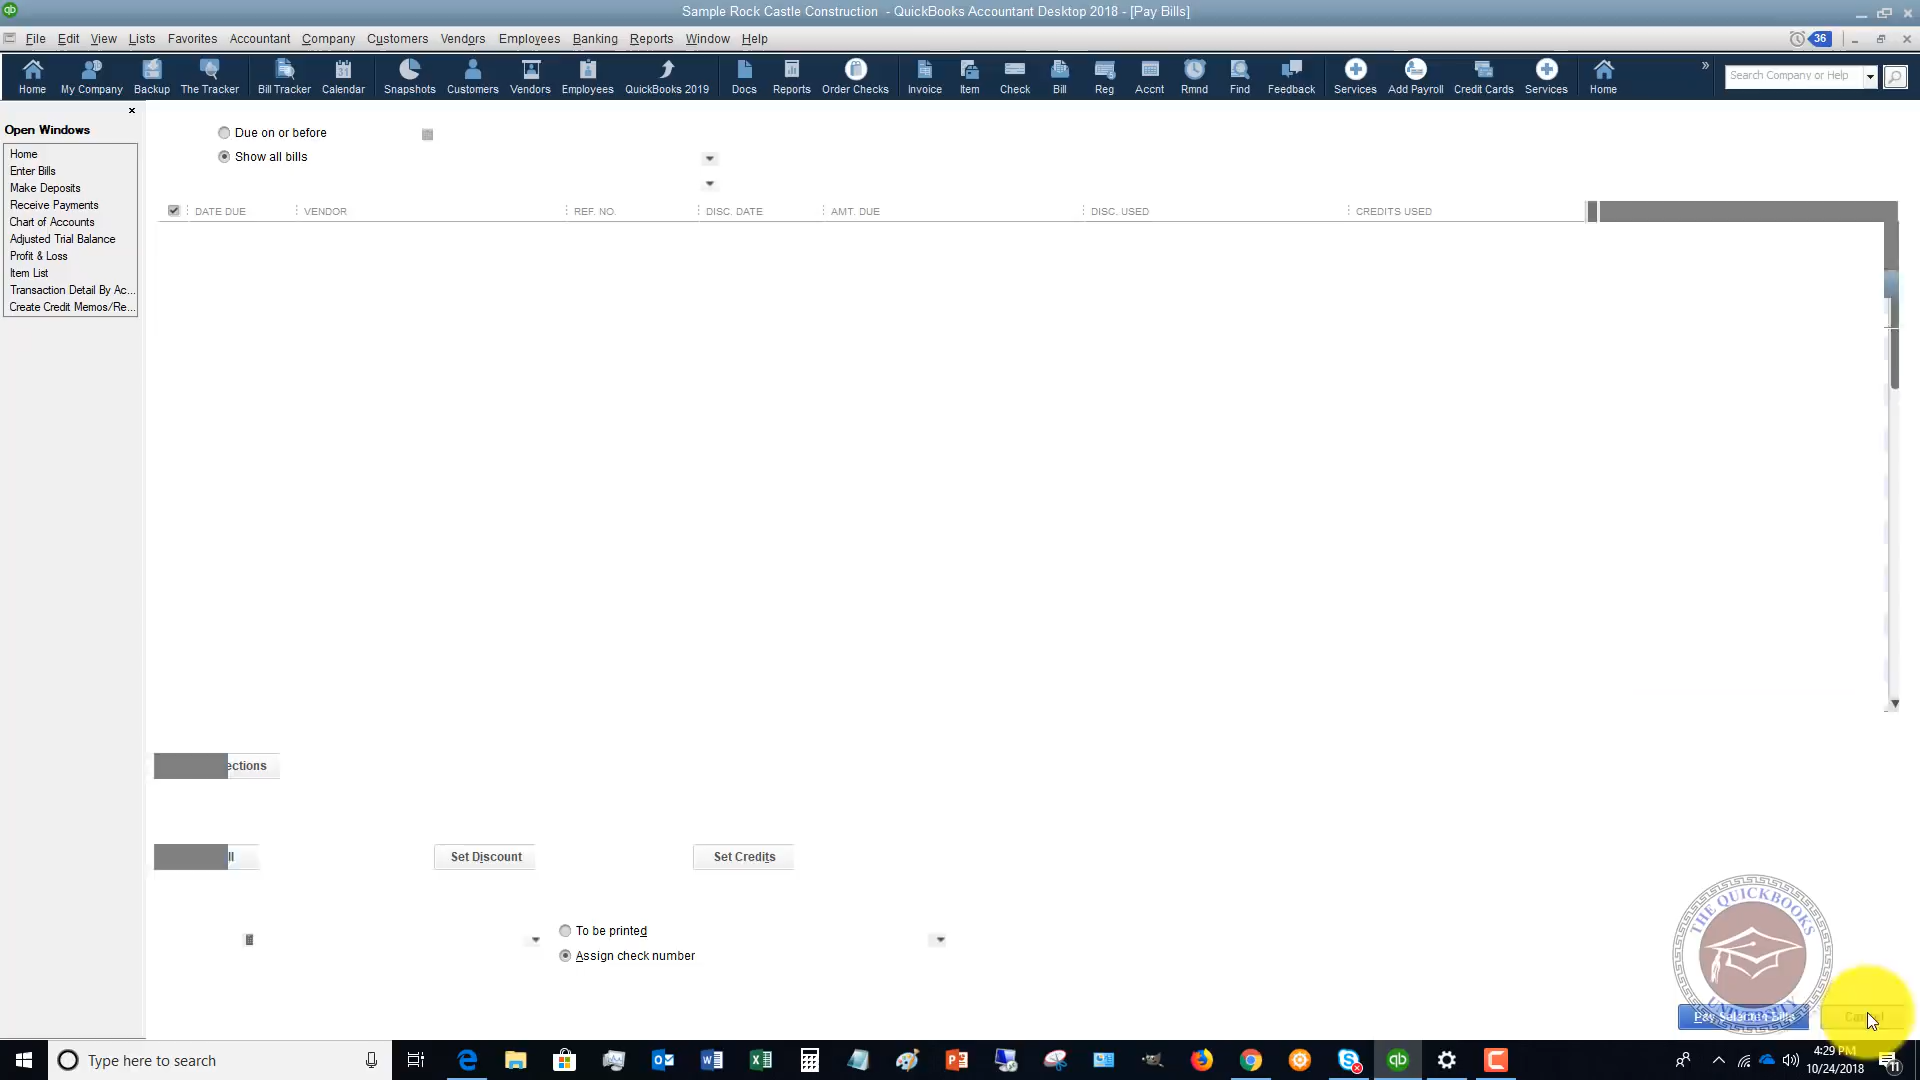 Sample Rock Castle Construction - QuickBooks Accountant Desktop 2018 - [Pay Bills]
File Edit View Lists Favorites Accountant Company Customers Vendors Employees Banking Reports Window Help
36
Home My Company Backup The Tracker Bill Tracker Calendar Snapshots Customers Vendors Employees QuickBooks 2019 Docs Reports Order Checks Invoice Item Check Bill Reg Accnt Rmnd Find Feedback Services Add Payroll Credit Cards Services Home
Search Company or Help
Open Windows
Home
Enter Bills
Make Deposits
Receive Payments
Chart of Accounts
Adjusted Trial Balance
Profit & Loss
Item List
Transaction Detail By Ac...
Create Credit Memos/Re...
Due on or before
Show all bills
DATE DUE VENDOR REF. NO. DISC. DATE AMT. DUE DISC. USED CREDITS USED
ections
ll
Set Discount
Set Credits
To be printed
Assign check number
THE QUICKBOOKS UNIVERSITY
Pay Selected Bills
Cancel
Type here to search
4:29 PM
10/24/2018
11